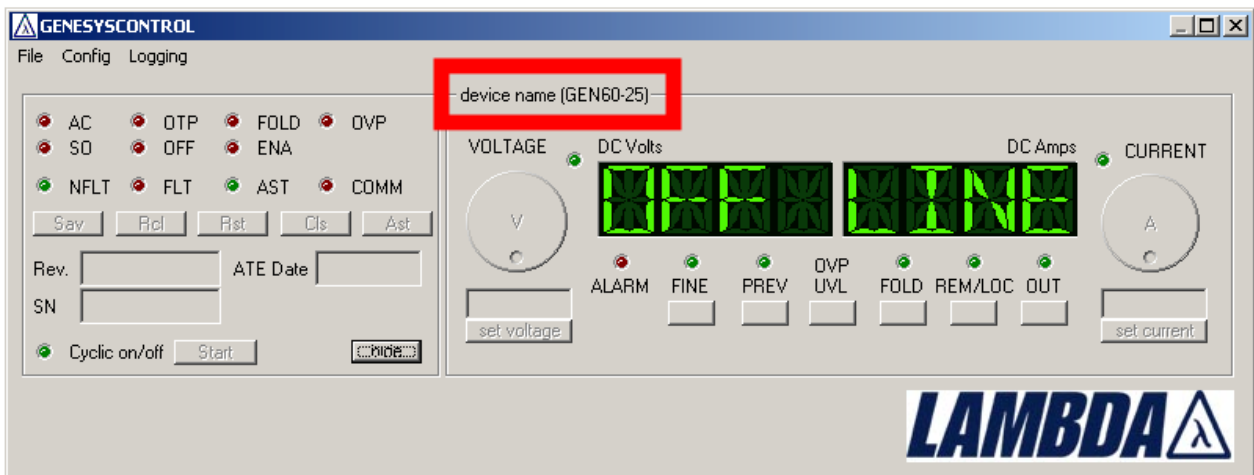 GENESYSCONTROL
File Config Logging
device name (GEN60-25)
AC OTP FOLD OVP
SO OFF ENA
NFLT FLT AST COMM
Sav Rcl Rst Cls Ast
Rev. ATE Date
SN
Cyclic on/off Start hide
VOLTAGE DC Volts DC Amps CURRENT
V OFF LINE A
ALARM FINE PREV OVP UVL FOLD REM/LOC OUT
set voltage set current
LAMBDA λ